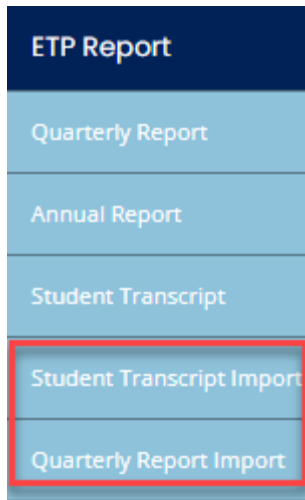 ETP Report
Quarterly Report
Annual Report
Student Transcript
Student Transcript Import
Quarterly Report Import